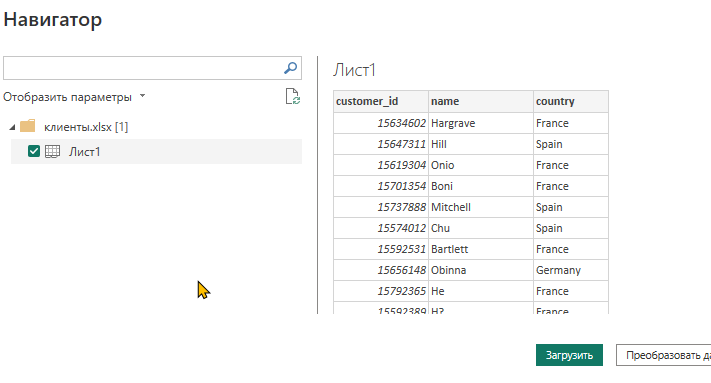 Навигатор
Отобразить параметры
клиенты.xlsx [1]
Лист1
Лист1
customer_id name country
15634602 Hargrave France
15647311 Hill Spain
15619304 Onio France
15701354 Boni France
15737888 Mitchell Spain
15574012 Chu Spain
15592531 Bartlett France
15656148 Obinna Germany
15792365 He France
15592389 H? France
Загрузить Преобразовать да